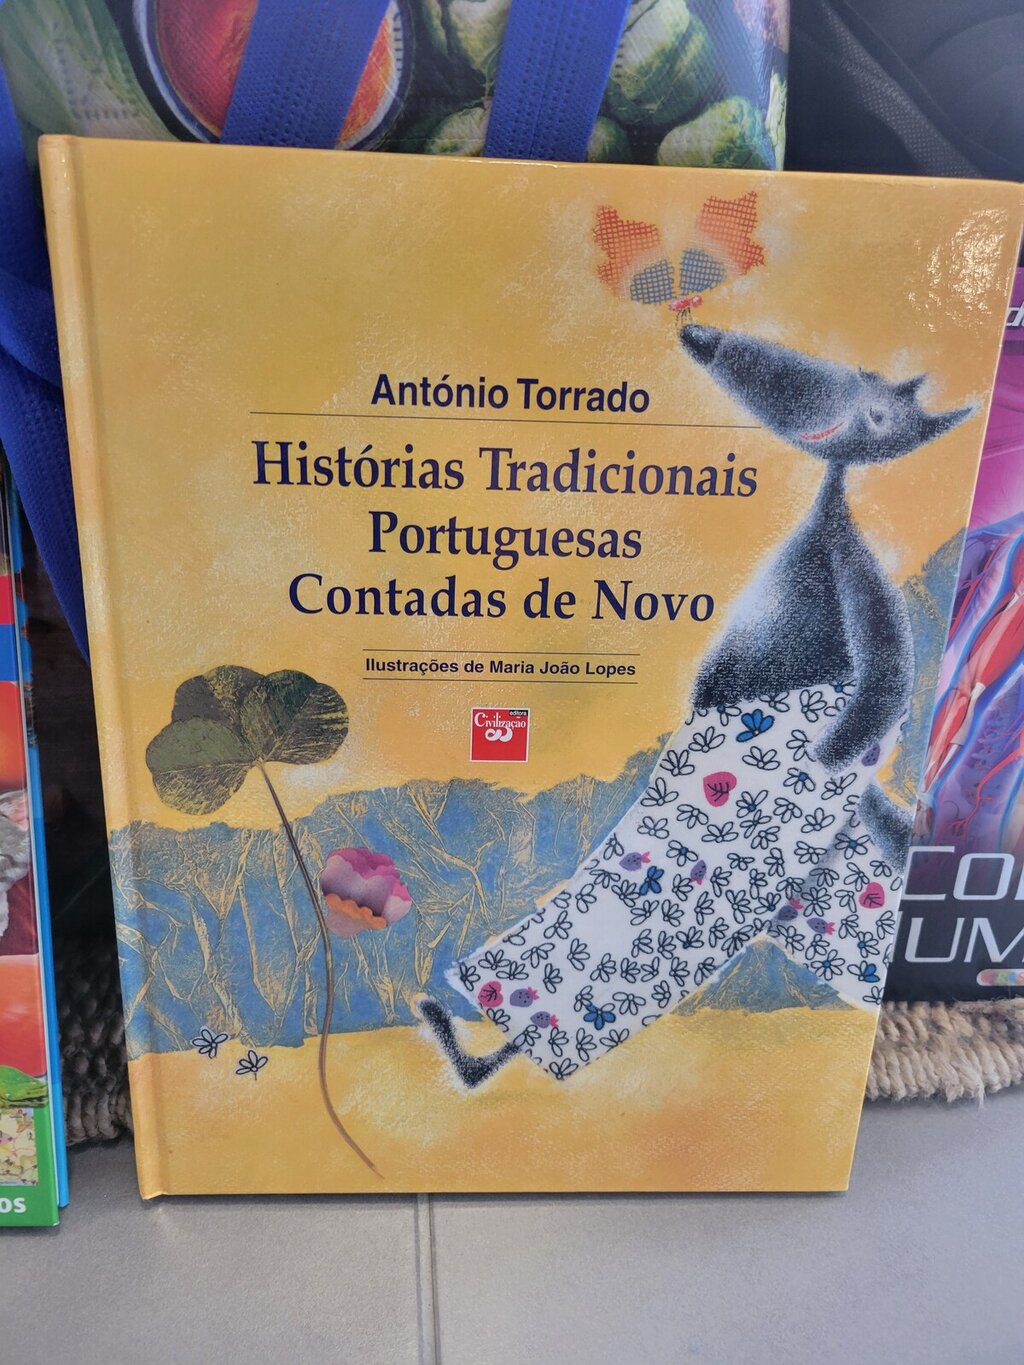 António Torrado
Histórias Tradicionais
Portuguesas
Contadas de Novo
Ilustrações de Maria João Lopes
editora
Civilização